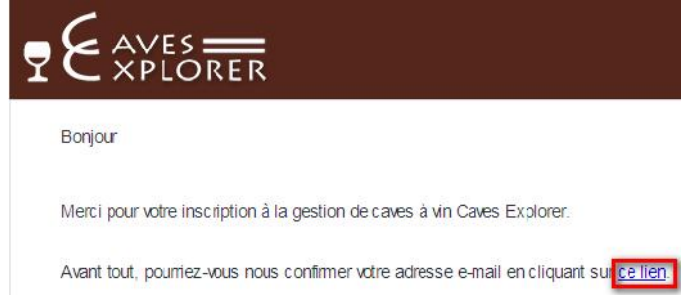 CAVES
EXPLORER
Bonjour
Merci pour votre inscription à la gestion de caves à vin Caves Explorer.
Avant tout, pourriez-vous nous confirmer votre adresse e-mail en cliquant sur ce lien.